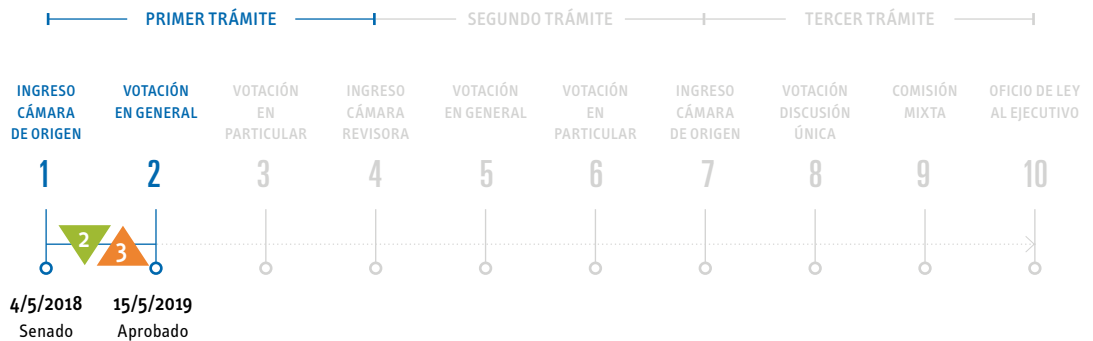 PRIMER TRÁMITE
SEGUNDO TRÁMITE
TERCER TRÁMITE
INGRESO
CÁMARA
DE ORIGEN
VOTACIÓN
EN GENERAL
VOTACIÓN
EN
PARTICULAR
INGRESO
CÁMARA
REVISORA
VOTACIÓN
EN GENERAL
VOTACIÓN
EN
PARTICULAR
INGRESO
CÁMARA
DE ORIGEN
VOTACIÓN
DISCUSIÓN
ÚNICA
COMISIÓN
MIXTA
OFICIO DE LEY
AL EJECUTIVO
1
2
3
4
5
6
7
8
9
10
2
3
4/5/2018
Senado
15/5/2019
Aprobado